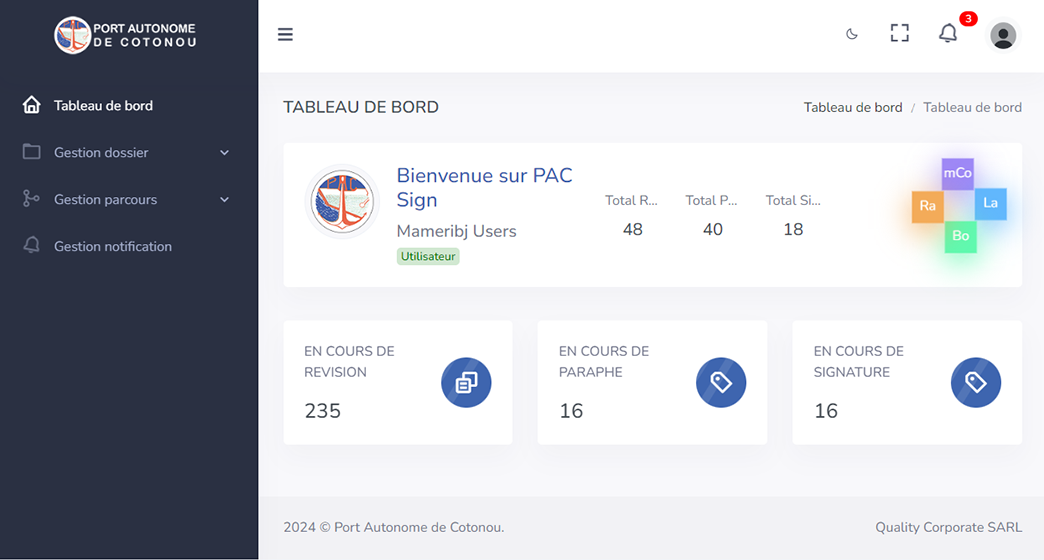 PORT AUTONOME
DE COTONOU
3
Tableau de bord
Gestion dossier
Gestion parcours
Gestion notification
TABLEAU DE BORD
Tableau de bord / Tableau de bord
Bienvenue sur PAC
Sign
Mameribj Users
Utilisateur
Total R...
48
Total P...
40
Total Si...
18
mCo
Ra
La
Bo
EN COURS DE
REVISION
235
EN COURS DE
PARAPHE
16
EN COURS DE
SIGNATURE
16
2024 © Port Autonome de Cotonou.
Quality Corporate SARL